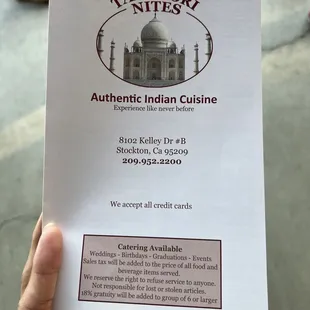 NITES
Authentic Indian Cuisine
Experience like never before
8102 Kelley Dr #B
Stockton, Ca 95209
209.952.2200
We accept all credit cards
Catering Available
Weddings - Birthdays - Graduations - Events
Sales tax will be added to the price of all food and
beverage items served.
We reserve the right to refuse service to anyone.
Not responsible for lost or stolen articles.
18% gratuity will be added to group of 6 or larger